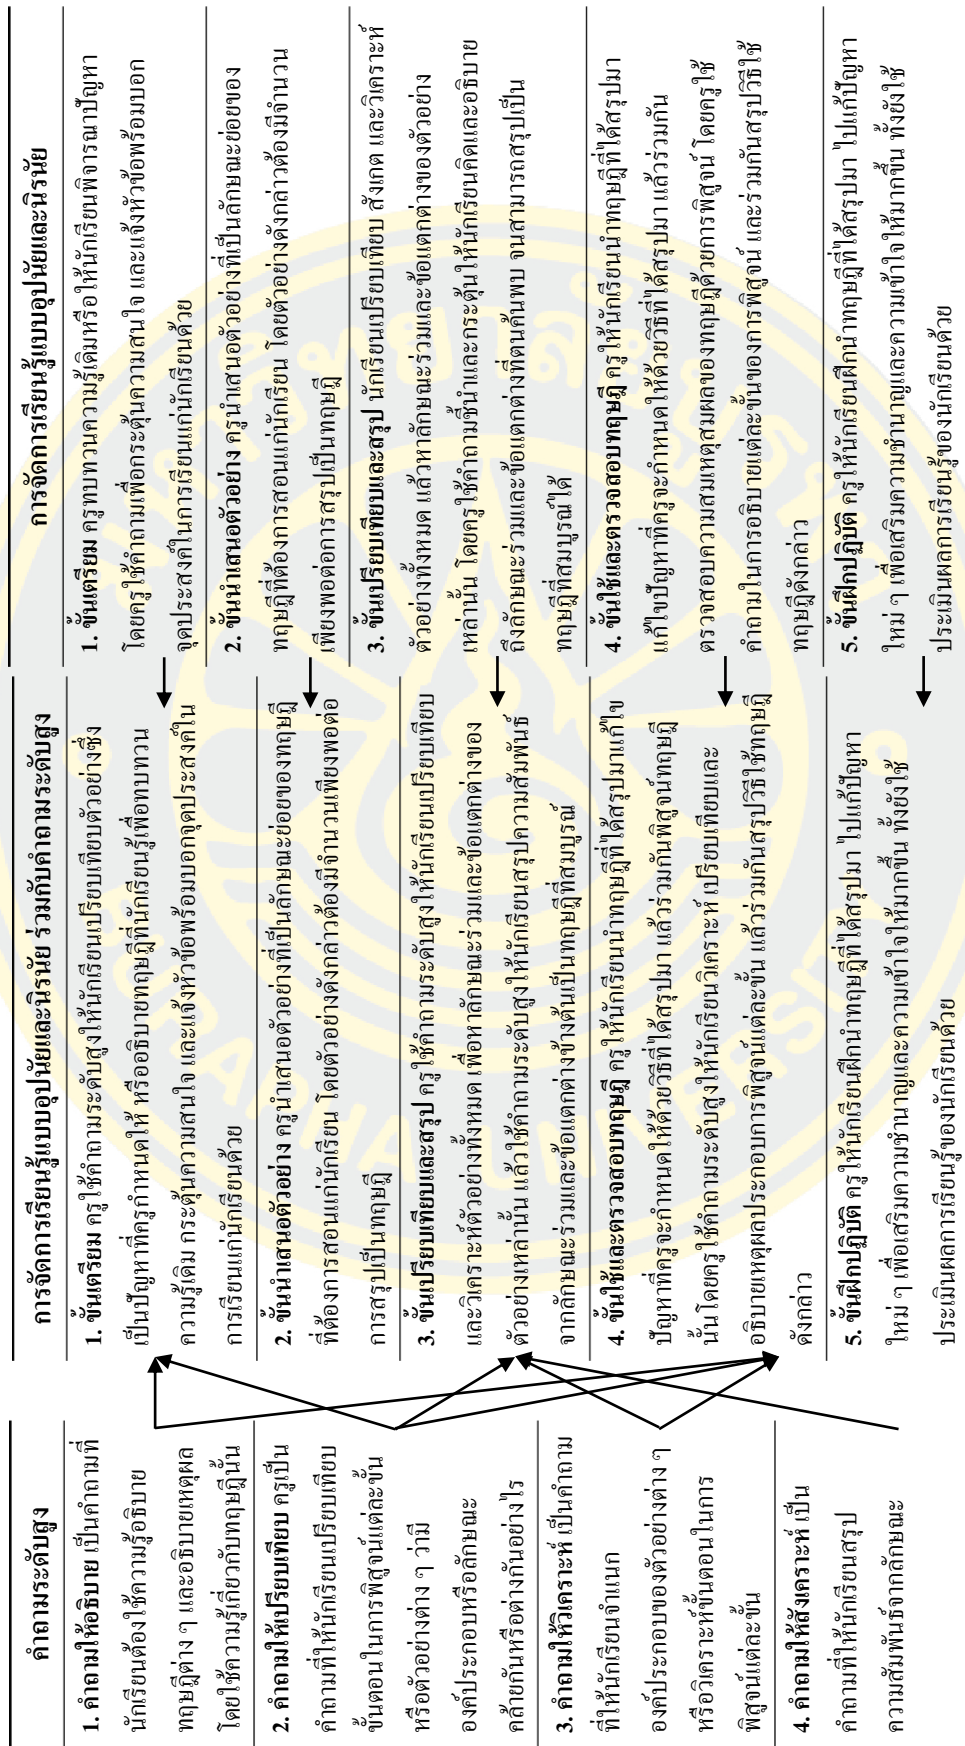 คำถามระดับสูง
1. คำถามให้อธิบาย เป็นคำถามที่
นักเรียนต้องใช้ความรู้อธิบาย
ทฤษฎีต่าง ๆ และอธิบายเหตุผล
โดยใช้ความรู้เกี่ยวกับทฤษฎีนั้น
2. คำถามให้เปรียบเทียบ ครูเป็น
คำถามที่ให้นักเรียนเปรียบเทียบ
ขั้นตอนในการพิสูจน์แต่ละขั้น
หรือตัวอย่างต่าง ๆ ว่ามี
องค์ประกอบหรือลักษณะ
คล้ายกันหรือต่างกันอย่างไร
3. คำถามให้วิเคราะห์ เป็นคำถาม
ที่ให้นักเรียนจำแนก
องค์ประกอบของตัวอย่างต่าง ๆ
หรือวิเคราะห์ขั้นตอนในการ
พิสูจน์แต่ละขั้น
4. คำถามให้สังเคราะห์ เป็น
คำถามที่ให้นักเรียนสรุป
ความสัมพันธ์จากลักษณะ
การจัดการเรียนรู้แบบอุปนัยและนิรนัย ร่วมกับคำถามระดับสูง
1. ขั้นเตรียม ครูใช้คำถามระดับสูงให้นักเรียนเปรียบเทียบตัวอย่างซึ่ง
เป็นปัญหาที่ครูกำหนดให้ หรืออธิบายทฤษฎีที่นักเรียนรู้เพื่อทบทวน
ความรู้เดิม กระตุ้นความสนใจ และแจ้งหัวข้อพร้อมบอกจุดประสงค์ใน
การเรียนแก่นักเรียนด้วย
2. ขั้นนำเสนอตัวอย่าง ครูนำเสนอตัวอย่างที่เป็นลักษณะย่อยของทฤษฎี
ที่ต้องการสอนแก่นักเรียน โดยตัวอย่างดังกล่าวต้องมีจำนวนเพียงพอต่อ
การสรุปเป็นทฤษฎี
3. ขั้นเปรียบเทียบและสรุป ครูใช้คำถามระดับสูงให้นักเรียนเปรียบเทียบ
และวิเคราะห์ตัวอย่างทั้งหมด เพื่อหาลักษณะร่วมและข้อแตกต่างของ
ตัวอย่างเหล่านั้น แล้วใช้คำถามระดับสูงให้นักเรียนสรุปความสัมพันธ์
จากลักษณะร่วมและข้อแตกต่างข้างต้นเป็นทฤษฎีที่สมบูรณ์
4. ขั้นใช้และตรวจสอบทฤษฎี ครูให้นักเรียนนำทฤษฎีที่ได้สรุปมาแก้ไข
ปัญหาที่ครูจะกำหนดให้ด้วยวิธีที่ได้สรุปมา แล้วร่วมกันพิสูจน์ทฤษฎี
นั้นโดยครูใช้คำถามระดับสูงให้นักเรียนวิเคราะห์ เปรียบเทียบและ
อธิบายเหตุผลประกอบการพิสูจน์แต่ละขั้น แล้วร่วมกันสรุปวิธีใช้ทฤษฎี
ดังกล่าว
5. ขั้นฝึกปฏิบัติ ครูให้นักเรียนฝึกนำทฤษฎีที่ได้สรุปมา ไปแก้ปัญหา
ใหม่ ๆ เพื่อเสริมความชำนาญและความเข้าใจให้มากขึ้น ทั้งยังใช้
ประเมินผลการเรียนรู้ของนักเรียนด้วย
การจัดการเรียนรู้แบบอุปนัยและนิรนัย
1. ขั้นเตรียม ครูทบทวนความรู้เดิมหรือให้นักเรียนพิจารณาปัญหา
โดยครูใช้คำถามเพื่อกระตุ้นความสนใจ และแจ้งหัวข้อพร้อมบอก
จุดประสงค์ในการเรียนแก่นักเรียนด้วย
2. ขั้นนำเสนอตัวอย่าง ครูนำเสนอตัวอย่างที่เป็นลักษณะย่อยของ
ทฤษฎีที่ต้องการสอนแก่นักเรียน โดยตัวอย่างดังกล่าวต้องมีจำนวน
เพียงพอต่อการสรุปเป็นทฤษฎี
3. ขั้นเปรียบเทียบและสรุป นักเรียนเปรียบเทียบ สังเกต และวิเคราะห์
ตัวอย่างทั้งหมด แล้วหาลักษณะร่วมและข้อแตกต่างของตัวอย่าง
เหล่านั้น โดยครูใช้คำถามชี้นำและกระตุ้นให้นักเรียนคิดและอธิบาย
ถึงลักษณะร่วมและข้อแตกต่างที่ตนค้นพบ จนสามารถสรุปเป็น
ทฤษฎีที่สมบูรณ์ได้
4. ขั้นใช้และตรวจสอบทฤษฎี ครูให้นักเรียนนำทฤษฎีที่ได้สรุปมา
แก้ไขปัญหาที่ครูจะกำหนดให้ด้วยวิธีที่ได้สรุปมา แล้วร่วมกัน
ตรวจสอบความสมเหตุสมผลของทฤษฎีด้วยการพิสูจน์ โดยครูใช้
คำถามในการอธิบายแต่ละขั้นของการพิสูจน์ และร่วมกันสรุปวิธีใช้
ทฤษฎีดังกล่าว
5. ขั้นฝึกปฏิบัติ ครูให้นักเรียนฝึกนำทฤษฎีที่ได้สรุปมา ไปแก้ปัญหา
ใหม่ ๆ เพื่อเสริมความชำนาญและความเข้าใจให้มากขึ้น ทั้งยังใช้
ประเมินผลการเรียนรู้ของนักเรียนด้วย